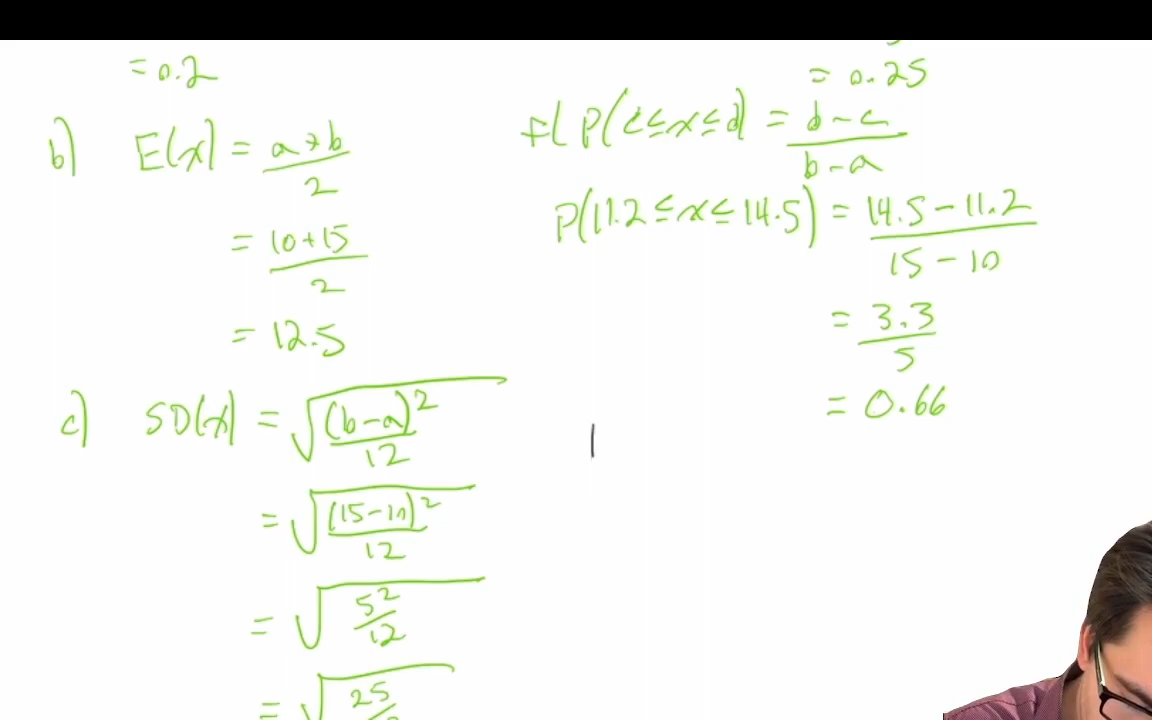 = 0.2
b) E(x) = a+b/2
= 10+15/2
= 12.5
c) SD(x) = √((b-a)²/12)
= √((15-10)²/12)
= √(5²/12)
= √(25/
= 0.25
f) P(c≤x≤d) = d-c/b-a
P(11.2≤x≤14.5) = 14.5-11.2/15-10
= 3.3/5
= 0.66